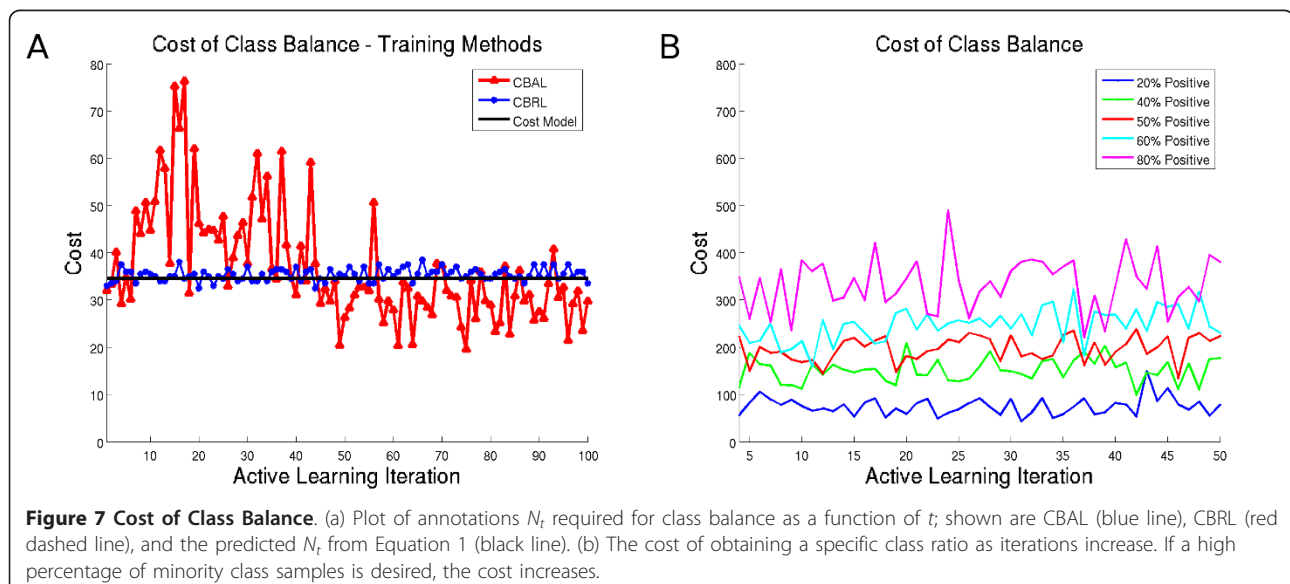 A
Cost of Class Balance - Training Methods
80
70
60
50
40
30
20
10
0
Cost
CBAL
CBRL
Cost Model
10 20 30 40 50 60 70 80 90 100
Active Learning Iteration
B
Cost of Class Balance
800
700
600
500
400
300
200
100
0
Cost
20% Positive
40% Positive
50% Positive
60% Positive
80% Positive
5 10 15 20 25 30 35 40 45 50
Active Learning Iteration
Figure 7 Cost of Class Balance. (a) Plot of annotations Nt required for class balance as a function of t; shown are CBAL (blue line), CBRL (red
dashed line), and the predicted Nt from Equation 1 (black line). (b) The cost of obtaining a specific class ratio as iterations increase. If a high
percentage of minority class samples is desired, the cost increases.